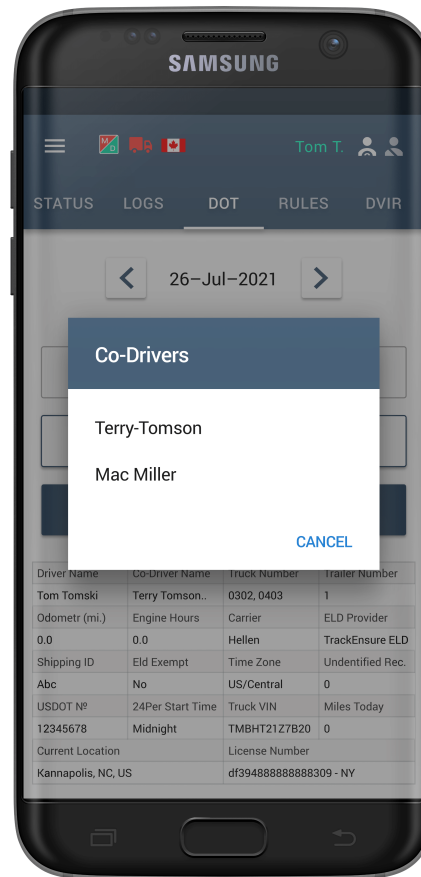 SAMSUNG
M
D
Tom T.
STATUS LOGS DOT RULES DVIR
26-Jul-2021
Co-Drivers
Terry-Tomson
Mac Miller
CANCEL
Driver Name Co-Driver Name Truck Number Trailer Number
Tom Tomski Terry Tomson.. 0302, 0403 1
Odometr (mi.) Engine Hours Carrier ELD Provider
0.0 0.0 Hellen TrackEnsure ELD
Shipping ID Eld Exempt Time Zone Undentified Rec.
Abc No US/Central 0
USDOT Nº 24Per Start Time Truck VIN Miles Today
12345678 Midnight TMBHT21Z7B20 0
Current Location License Number
Kannapolis, NC, US df394888888888309 - NY